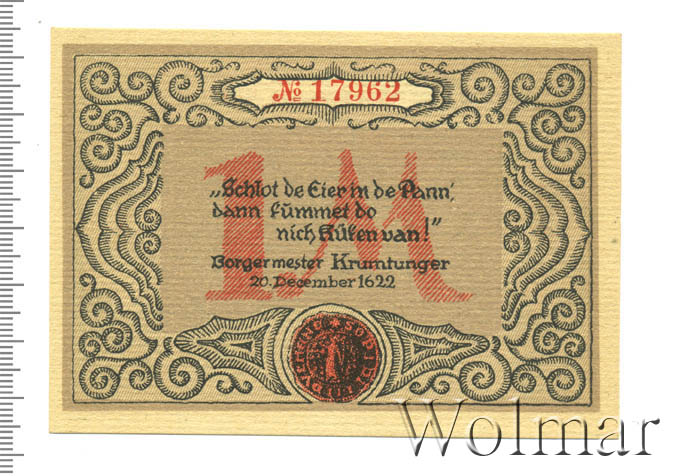 № 17962
1M
„Schlot de Eier in de Pann',
dann kümmet do
nich Küken van!"
Borgermester Krumtunger
20. December 1622
Wolmar